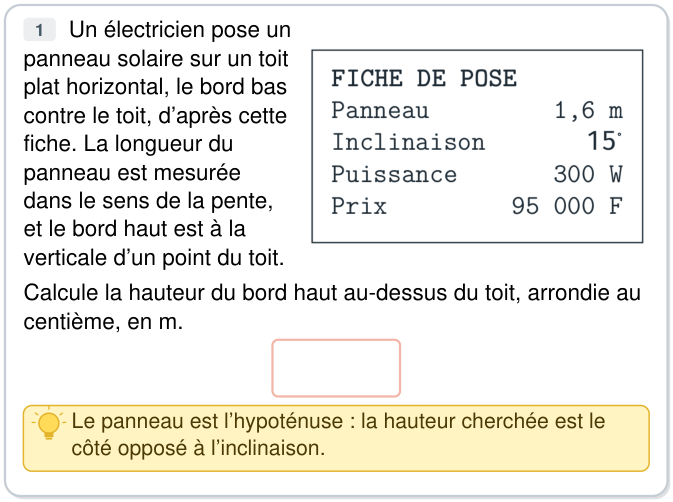 1 Un électricien pose un
panneau solaire sur un toit
plat horizontal, le bord bas
contre le toit, d'après cette
fiche. La longueur du
panneau est mesurée
dans le sens de la pente,
et le bord haut est à la
verticale d'un point du toit.
FICHE DE POSE
Panneau 1,6 m
Inclinaison 15°
Puissance 300 W
Prix 95 000 F
Calcule la hauteur du bord haut au-dessus du toit, arrondie au
centième, en m.
Le panneau est l'hypoténuse : la hauteur cherchée est le
côté opposé à l'inclinaison.